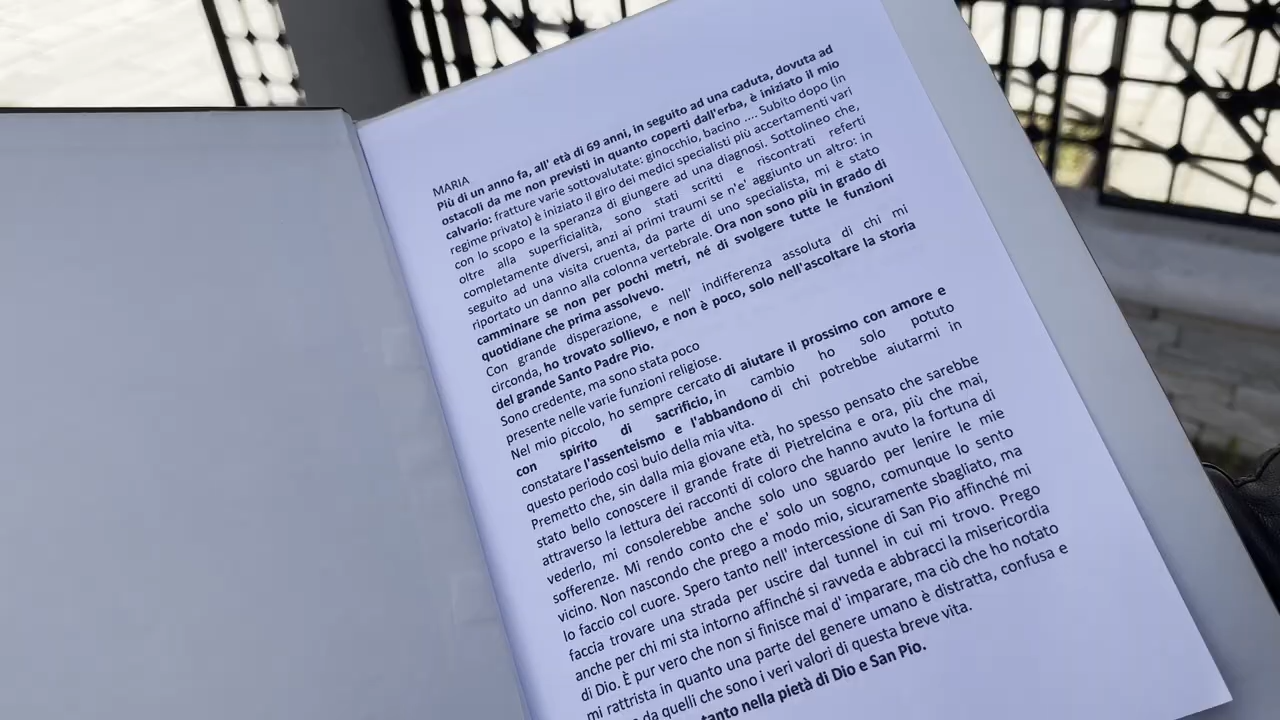 MARIA
Più di un anno fa, all' età di 69 anni, in seguito ad una caduta, dovuta ad
ostacoli da me non previsti in quanto coperti dall'erba, è iniziato il mio
calvario: fratture varie sottovalutate: ginocchio, bacino .... Subito dopo (in
regime privato) è iniziato il giro dei medici specialisti più accertamenti vari
con lo scopo e la speranza di giungere ad una diagnosi. Sottolineo che,
oltre alla superficialità, sono stati scritti e riscontrati referti
completamente diversi, anzi ai primi traumi se n'e' aggiunto un altro: in
seguito ad una visita cruenta, da parte di uno specialista, mi è stato
riportato un danno alla colonna vertebrale. Ora non sono più in grado di
camminare se non per pochi metri, né di svolgere tutte le funzioni
quotidiane che prima assolvevo.
Con grande disperazione, e nell' indifferenza assoluta di chi mi
circonda, ho trovato sollievo, e non è poco, solo nell'ascoltare la storia
del grande Santo Padre Pio.
Sono credente, ma sono stata poco
presente nelle varie funzioni religiose.
Nel mio piccolo, ho sempre cercato di aiutare il prossimo con amore e
con spirito di sacrificio, in cambio ho solo potuto
constatare l'assenteismo e l'abbandono di chi potrebbe aiutarmi in
questo periodo così buio della mia vita.
Premetto che, sin dalla mia giovane età, ho spesso pensato che sarebbe
stato bello conoscere il grande frate di Pietrelcina e ora, più che mai,
attraverso la lettura dei racconti di coloro che hanno avuto la fortuna di
vederlo, mi consolerebbe anche solo uno sguardo per lenire le mie
sofferenze. Mi rendo conto che e' solo un sogno, comunque lo sento
vicino. Non nascondo che prego a modo mio, sicuramente sbagliato, ma
lo faccio col cuore. Spero tanto nell' intercessione di San Pio affinché mi
faccia trovare una strada per uscire dal tunnel in cui mi trovo. Prego
anche per chi mi sta intorno affinché si ravveda e abbracci la misericordia
di Dio. È pur vero che non si finisce mai d' imparare, ma ciò che ho notato
mi rattrista in quanto una parte del genere umano è distratta, confusa e
da quelli che sono i veri valori di questa breve vita.
tanto nella pietà di Dio e San Pio.